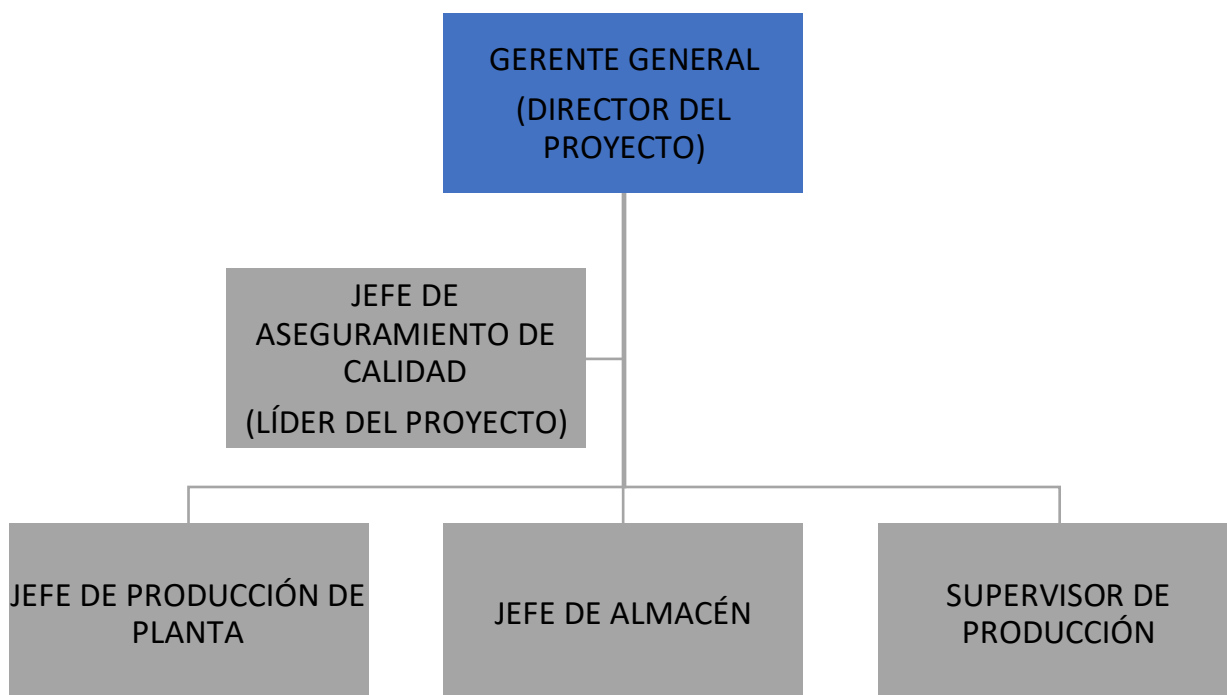 GERENTE GENERAL
(DIRECTOR DEL
PROYECTO)
JEFE DE
ASEGURAMIENTO DE
CALIDAD
(LÍDER DEL PROYECTO)
JEFE DE PRODUCCIÓN DE
PLANTA
JEFE DE ALMACÉN
SUPERVISOR DE
PRODUCCIÓN